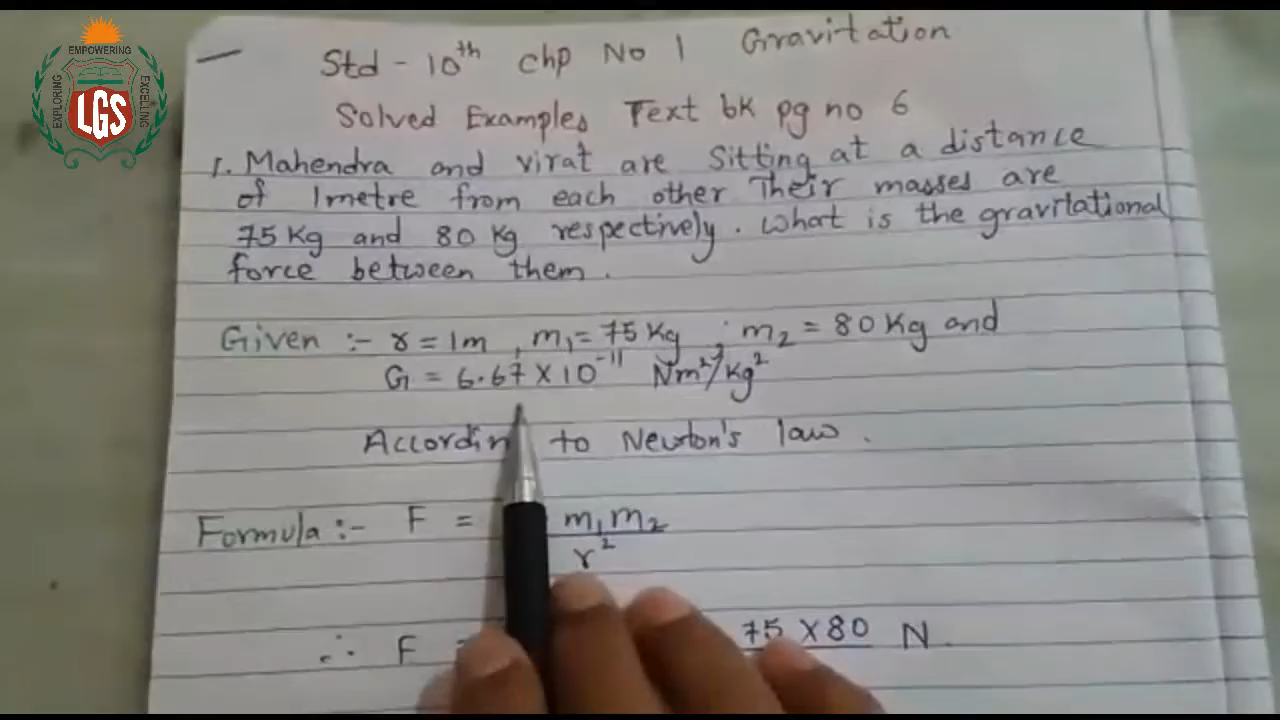 EMPOWERING
EXPLORING
EXCELLING
LGS
Std - 10th chp No 1 Gravitation
Solved Examples Text bk pg no 6
1. Mahendra and virat are sitting at a distance
of 1metre from each other Their masses are
75 Kg and 80 Kg respectively. What is the gravitational
force between them.
Given :- r = 1m , m₁ = 75 Kg ; m₂ = 80 Kg and
G = 6.67 × 10⁻¹¹ Nm²/Kg²
to Newton's law.
Formula :- F = m₁m₂
r²
∴ F = 75 × 80 N